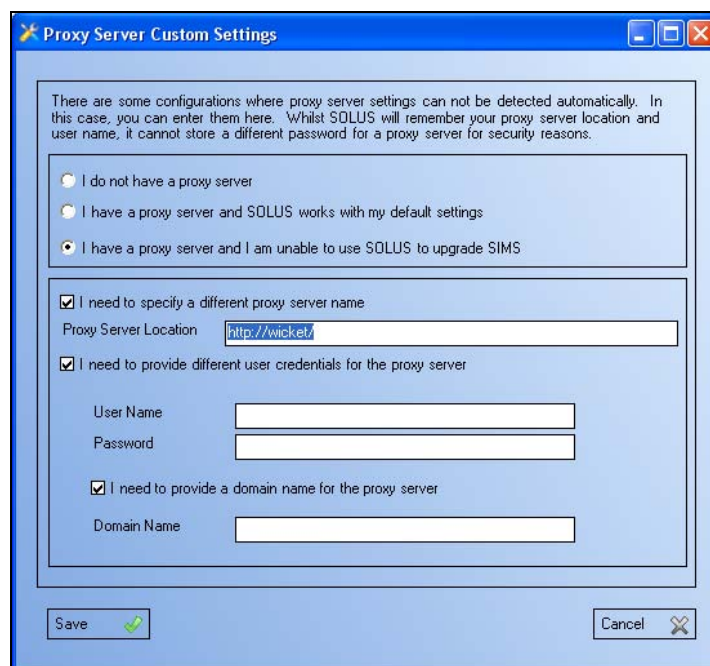 Proxy Server Custom Settings
There are some configurations where proxy server settings can not be detected automatically. In
this case, you can enter them here. Whilst SOLUS will remember your proxy server location and
user name, it cannot store a different password for a proxy server for security reasons.
I do not have a proxy server
I have a proxy server and SOLUS works with my default settings
I have a proxy server and I am unable to use SOLUS to upgrade SIMS
I need to specify a different proxy server name
Proxy Server Location http://wicket/
I need to provide different user credentials for the proxy server
User Name
Password
I need to provide a domain name for the proxy server
Domain Name
Save Cancel